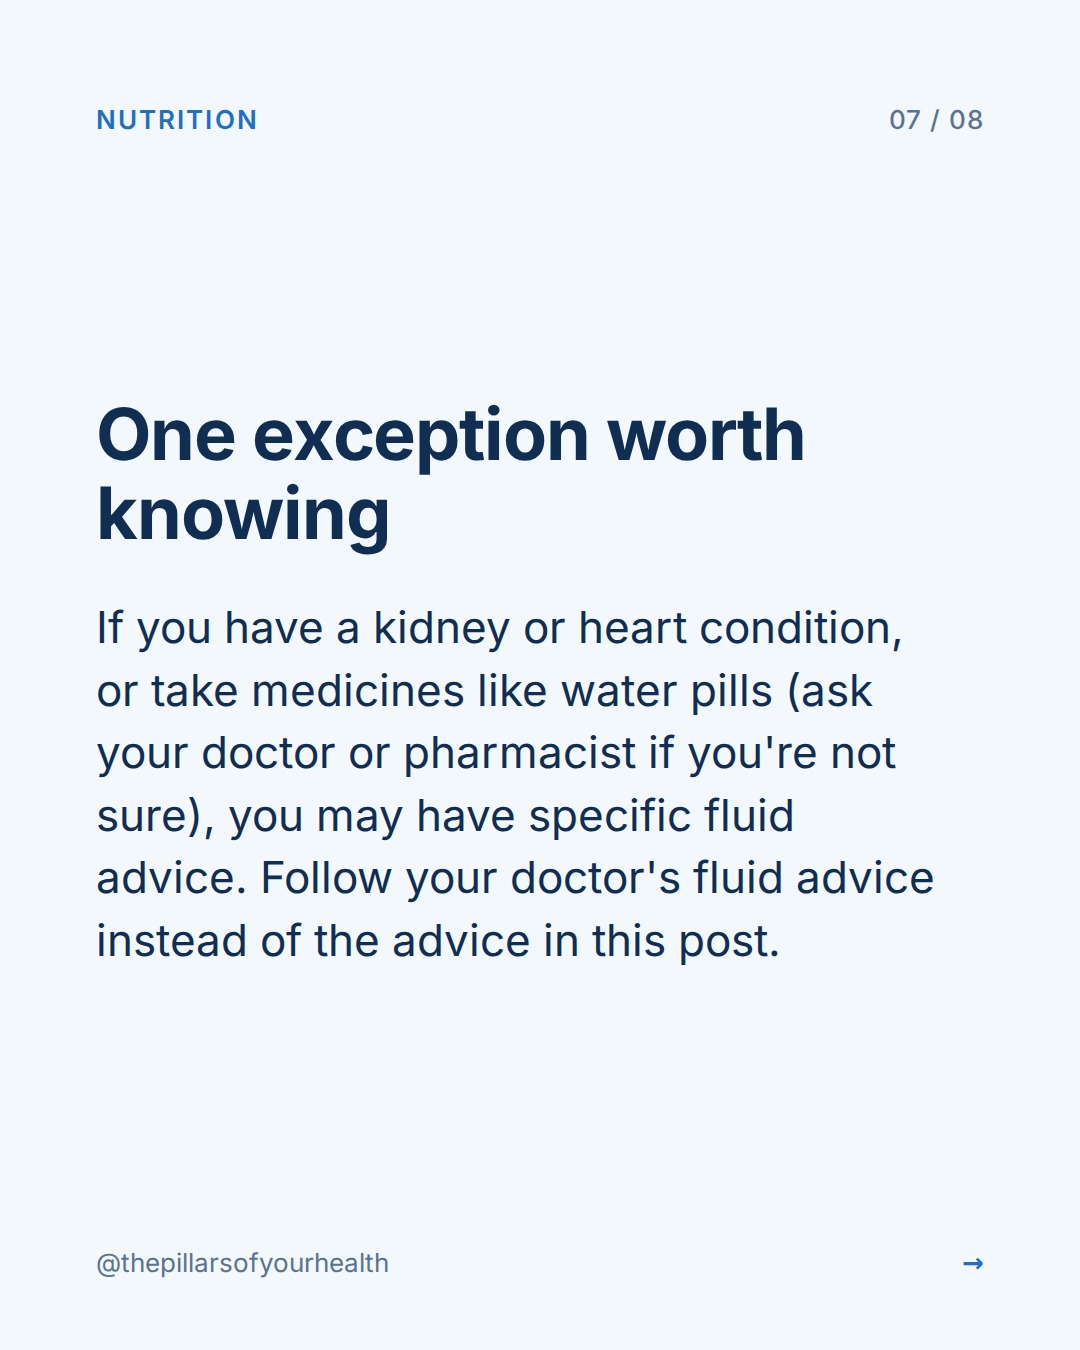 NUTRITION
07 / 08
One exception worth
knowing
If you have a kidney or heart condition,
or take medicines like water pills (ask
your doctor or pharmacist if you're not
sure), you may have specific fluid
advice. Follow your doctor's fluid advice
instead of the advice in this post.
@thepillarsofyourhealth
→